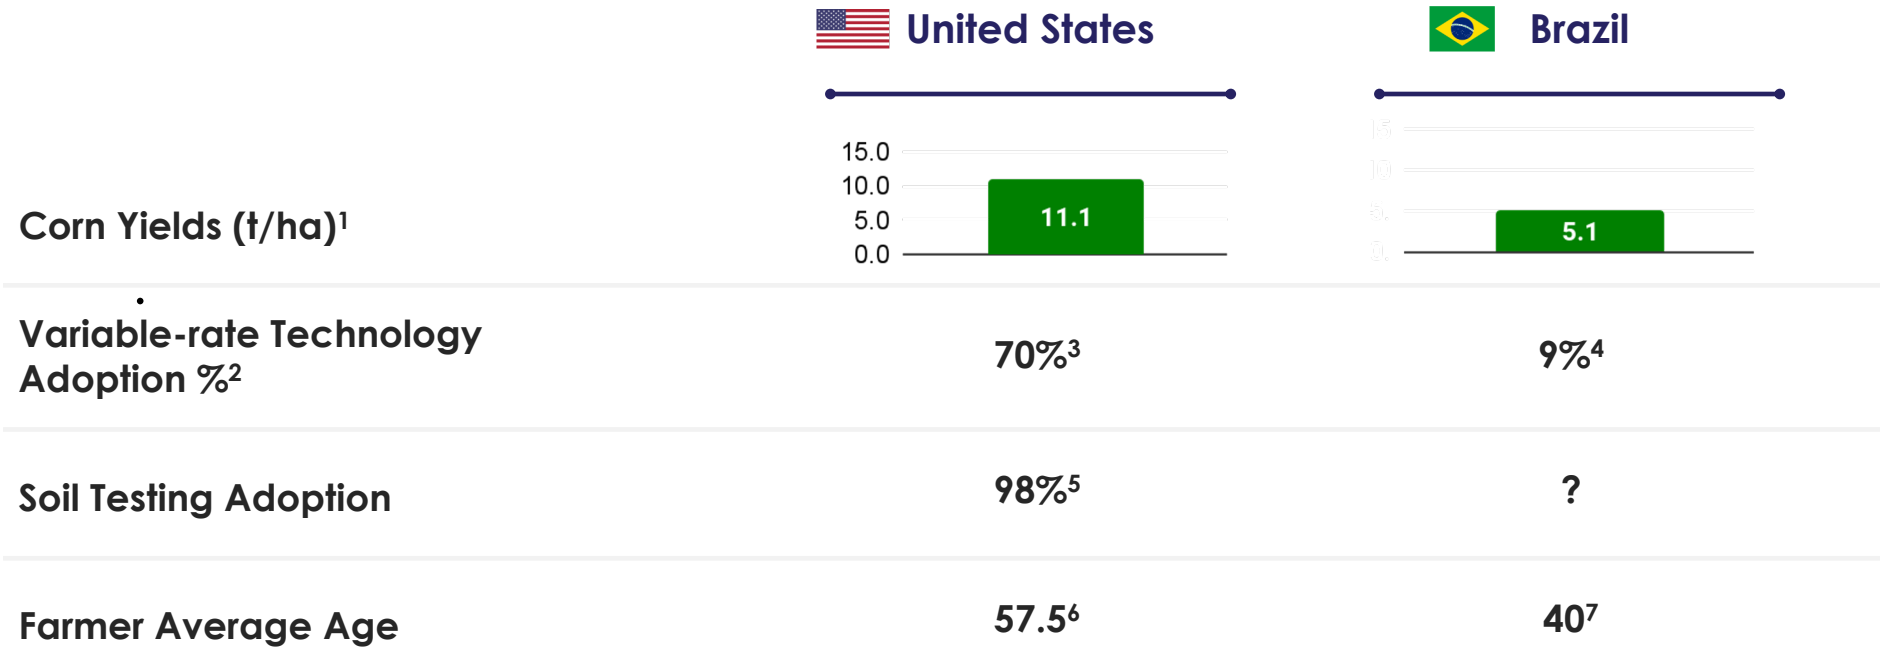 United States
Brazil
15.0
10.0
5.0
0.0
11.1
15
10
5.1
Corn Yields (t/ha)¹
Variable-rate Technology
Adoption %²
70%³
9%⁴
Soil Testing Adoption
98%⁵
?
Farmer Average Age
57.5⁶
40⁷